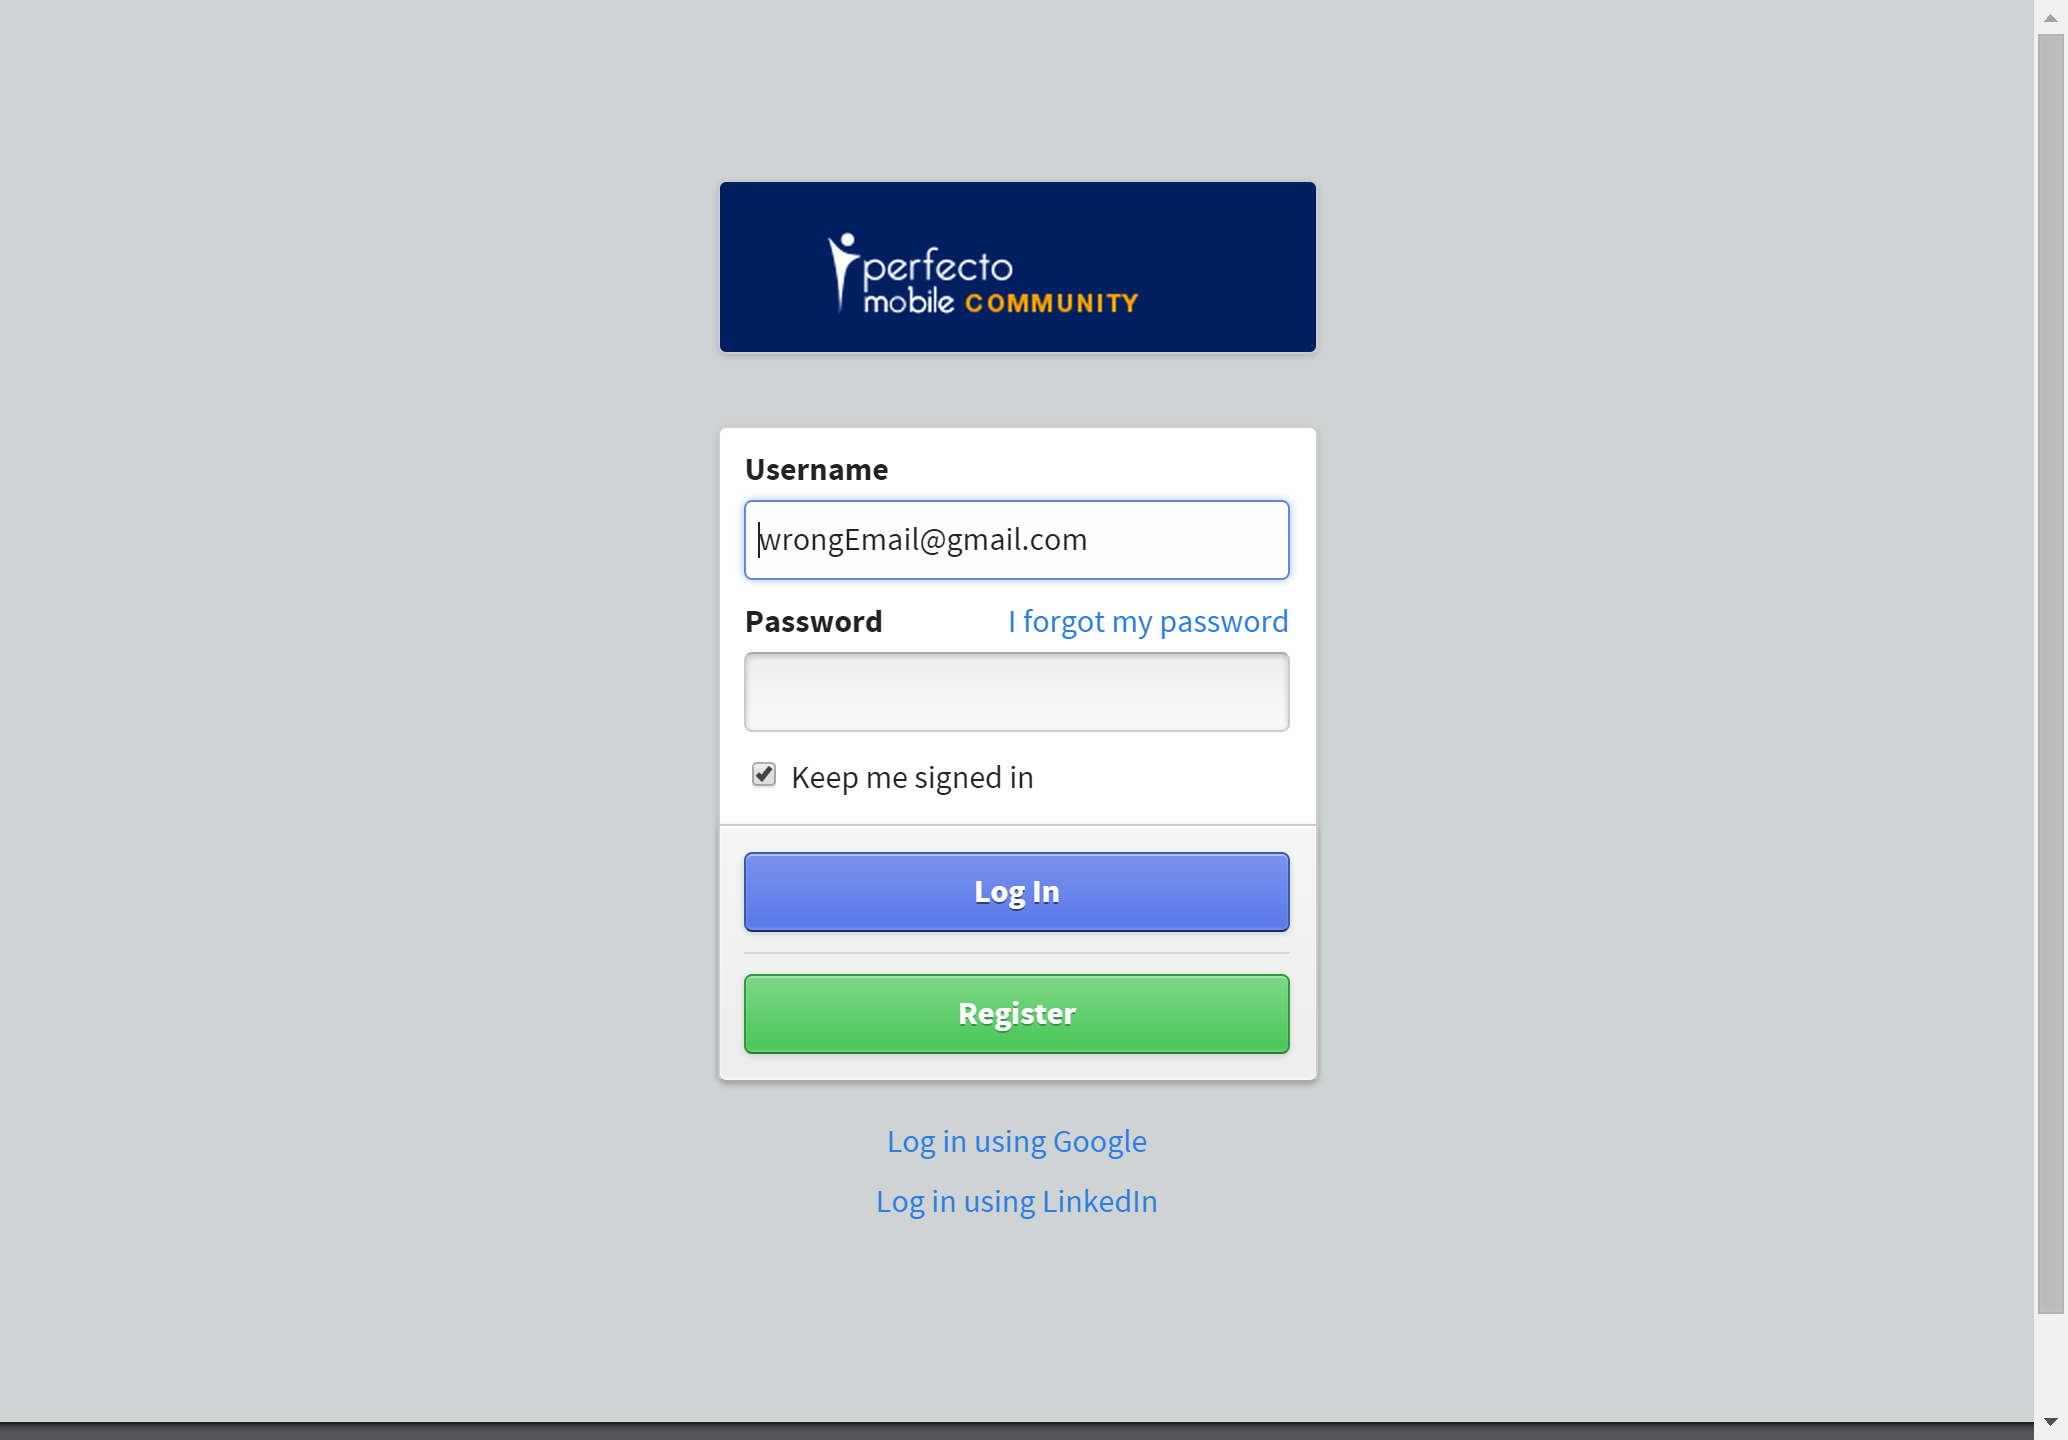 perfecto
mobile COMMUNITY
Username
wrongEmail@gmail.com
Password I forgot my password
Keep me signed in
Log In
Register
Log in using Google
Log in using LinkedIn